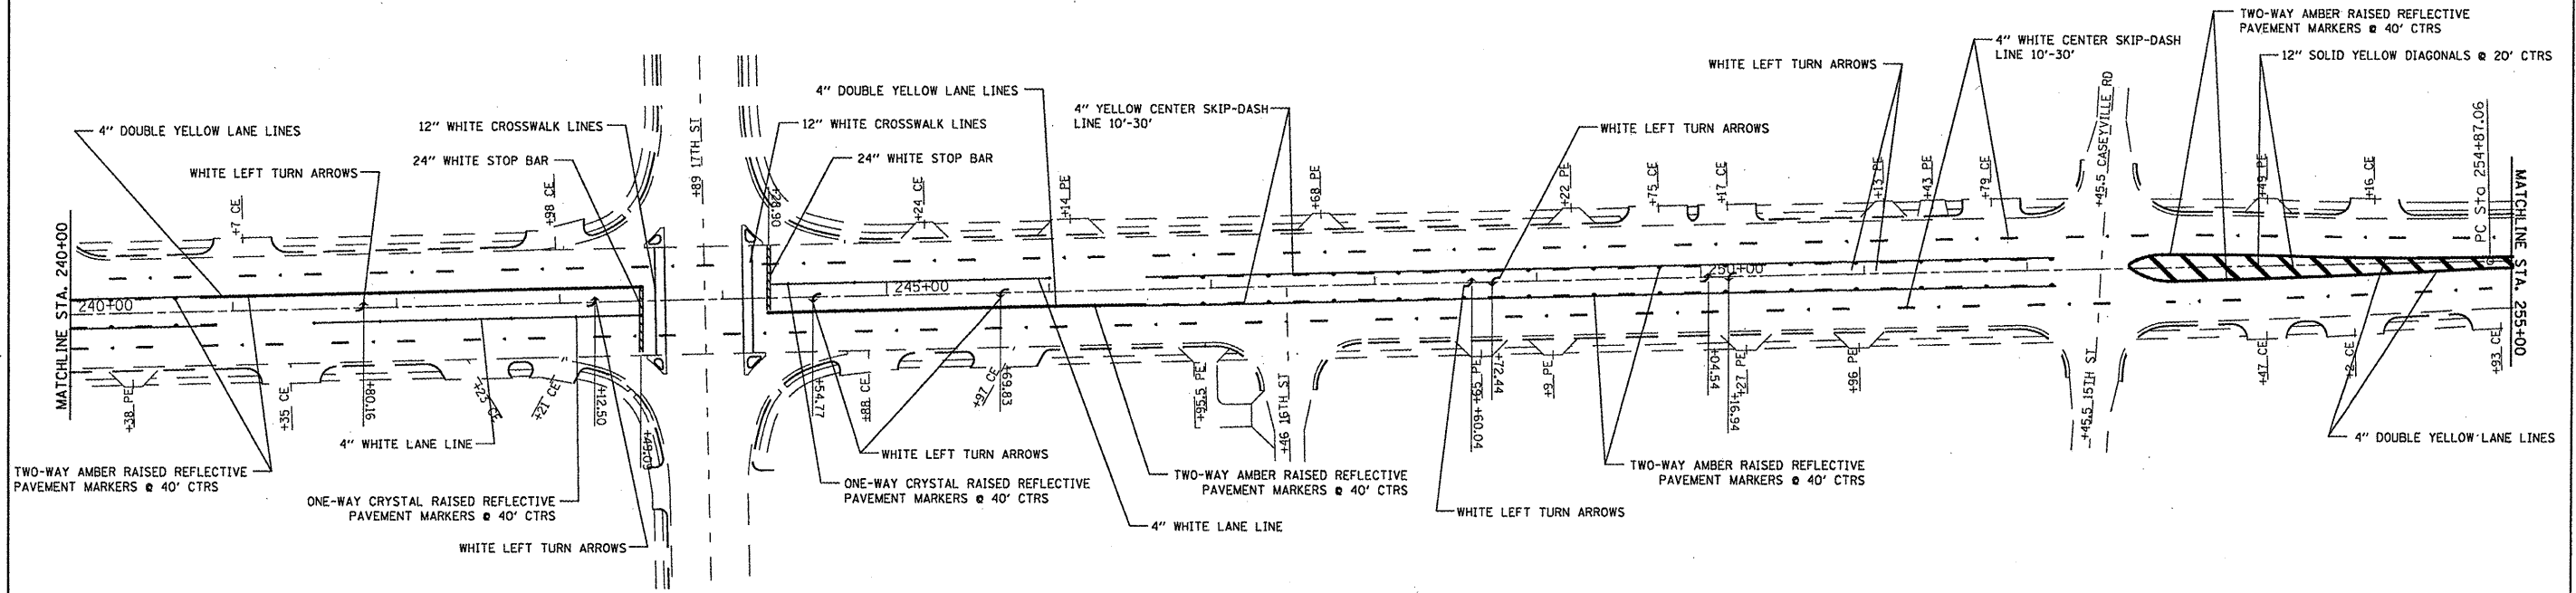 TWO-WAY AMBER RAISED REFLECTIVE
PAVEMENT MARKERS @ 40' CTRS
4" WHITE CENTER SKIP-DASH
LINE 10'-30'
12" SOLID YELLOW DIAGONALS @ 20' CTRS
WHITE LEFT TURN ARROWS
4" DOUBLE YELLOW LANE LINES
4" YELLOW CENTER SKIP-DASH
LINE 10'-30'
4" DOUBLE YELLOW LANE LINES
12" WHITE CROSSWALK LINES
12" WHITE CROSSWALK LINES
WHITE LEFT TURN ARROWS
24" WHITE STOP BAR
24" WHITE STOP BAR
WHITE LEFT TURN ARROWS
+89 17TH ST
+45.5 CASEYVILLE RD
PC Sta 254+87.06
+7 CE
+98 CE
+28.90
+24 CE
+14 PE
+68 PE
+22 PE
+75 CE
+17 CE
+13 PE
+43 PE
+79 CE
+49 PE
+16 CE
MATCHLINE STA. 240+00
240+00
245+00
250+00
MATCHLINE STA. 255+00
+38 PE
+35 CE
+80.16
+23 CE
+21 CE
+12.50
+49.09
+54.77
+88 CE
+97 CE
+69.83
+95.5 PE
+46 16TH ST
+65 PE
+60.04
+72.44
+9 PE
+04.54
+27 PE
+16.94
+96 PE
+45.5 15TH ST
+47 CE
+2 CE
+93 CE
4" WHITE LANE LINE
TWO-WAY AMBER RAISED REFLECTIVE
PAVEMENT MARKERS @ 40' CTRS
ONE-WAY CRYSTAL RAISED REFLECTIVE
PAVEMENT MARKERS @ 40' CTRS
WHITE LEFT TURN ARROWS
WHITE LEFT TURN ARROWS
ONE-WAY CRYSTAL RAISED REFLECTIVE
PAVEMENT MARKERS @ 40' CTRS
TWO-WAY AMBER RAISED REFLECTIVE
PAVEMENT MARKERS @ 40' CTRS
4" WHITE LANE LINE
WHITE LEFT TURN ARROWS
TWO-WAY AMBER RAISED REFLECTIVE
PAVEMENT MARKERS @ 40' CTRS
4" DOUBLE YELLOW LANE LINES